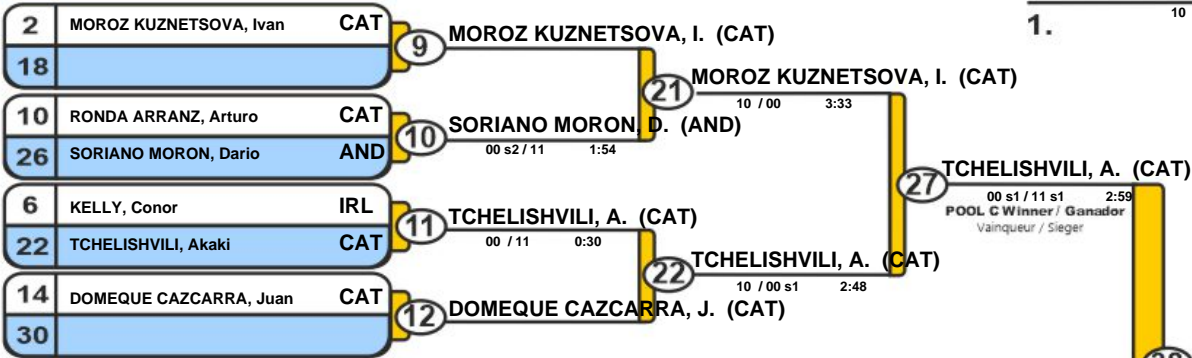 2 MOROZ KUZNETSOVA, Ivan CAT
18
9 MOROZ KUZNETSOVA, I. (CAT)
10 RONDA ARRANZ, Arturo CAT
26 SORIANO MORON, Dario AND
10 SORIANO MORON, D. (AND)
00 s2 / 11 1:54
21 MOROZ KUZNETSOVA, I. (CAT)
10 / 00 3:33
6 KELLY, Conor IRL
22 TCHELISHVILI, Akaki CAT
11 TCHELISHVILI, A. (CAT)
00 / 11 0:30
14 DOMEQUE CAZCARRA, Juan CAT
30
12 DOMEQUE CAZCARRA, J. (CAT)
22 TCHELISHVILI, A. (CAT)
10 / 00 s1 2:48
27 TCHELISHVILI, A. (CAT)
00 s1 / 11 s1 2:59
POOL C Winner / Ganador
Vainqueur / Sieger
10
1.